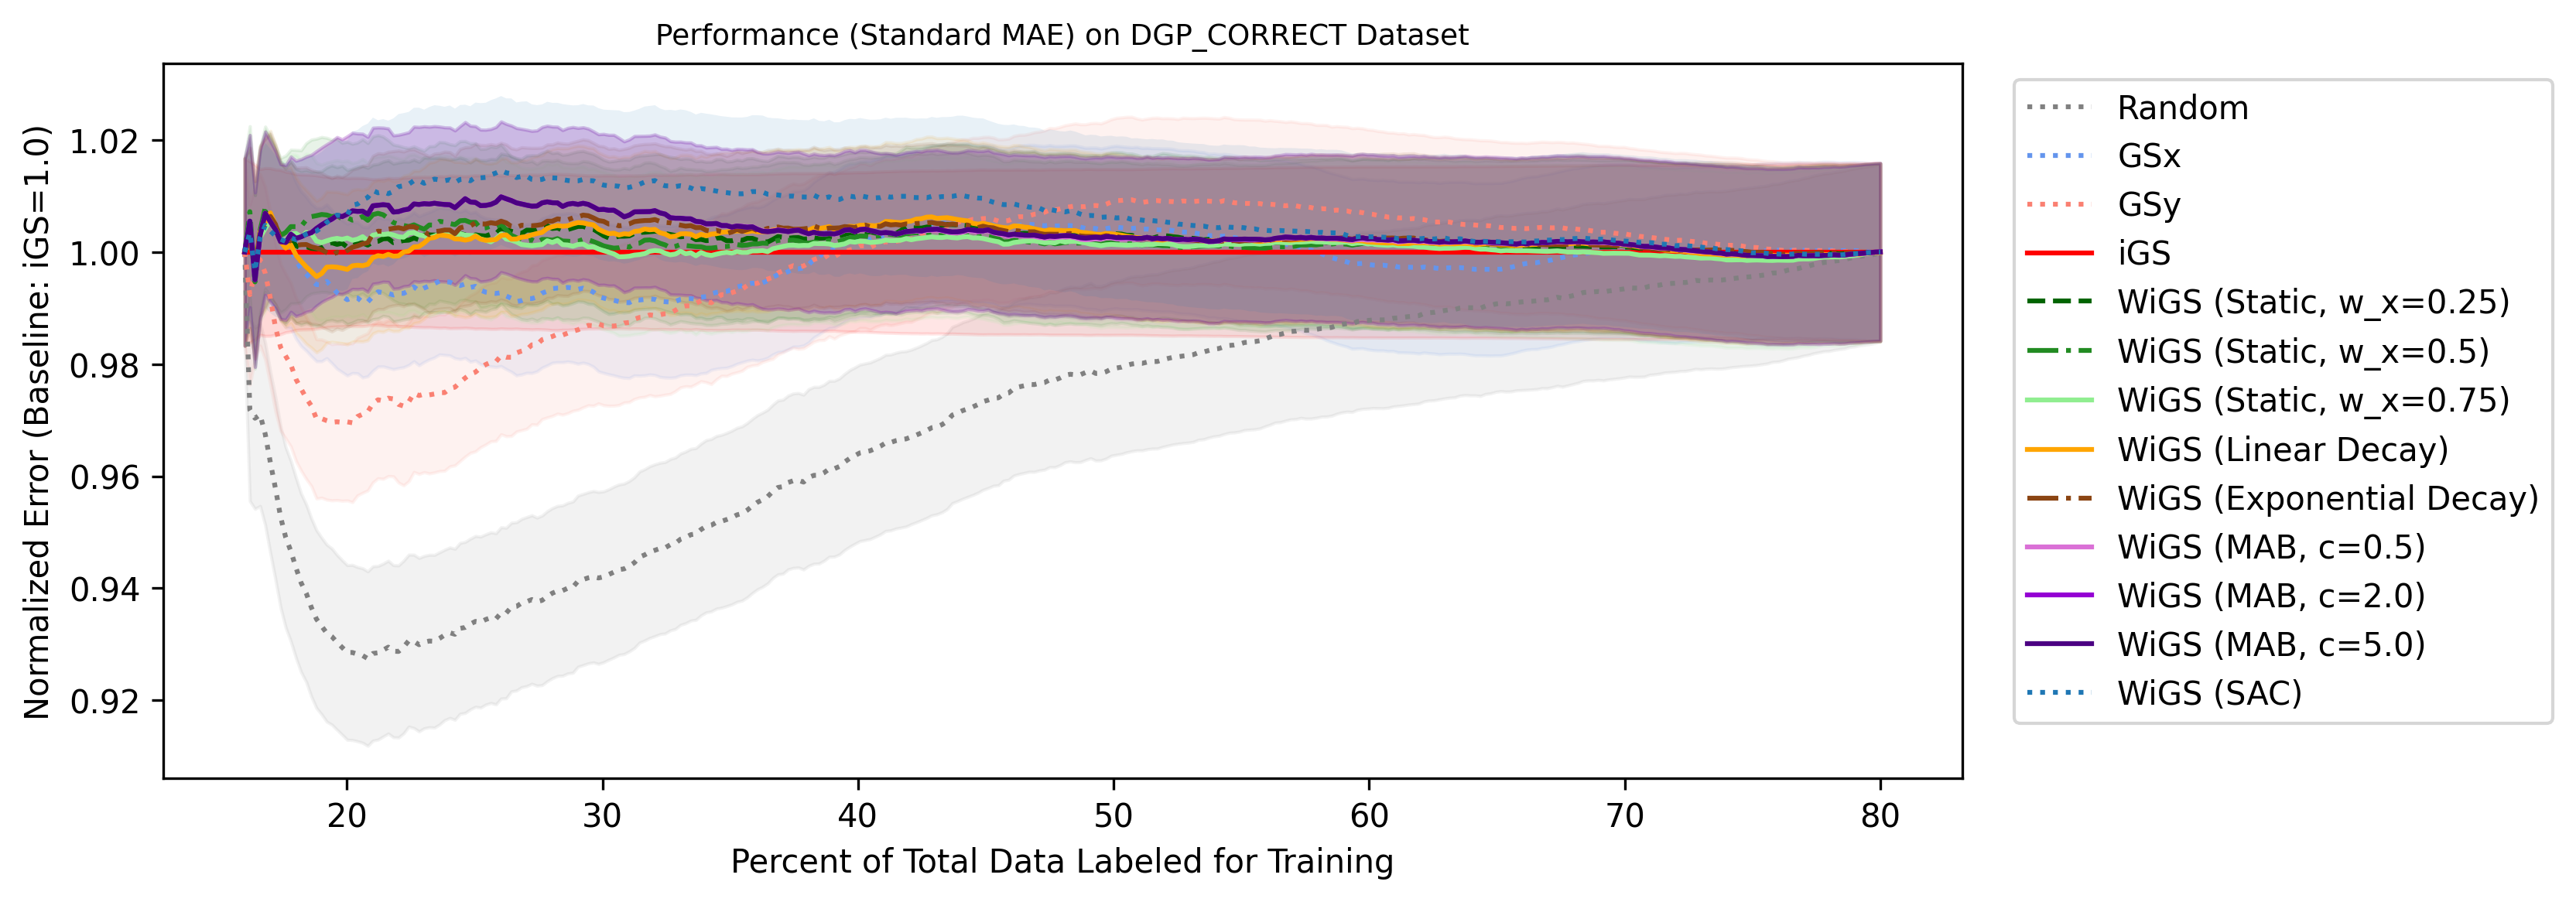 Performance (Standard MAE) on DGP_CORRECT Dataset
Normalized Error (Baseline: iGS=1.0)
1.02
1.00
0.98
0.96
0.94
0.92
20
30
40
50
60
70
80
Percent of Total Data Labeled for Training
Random
GSx
GSy
iGS
WiGS (Static, w_x=0.25)
WiGS (Static, w_x=0.5)
WiGS (Static, w_x=0.75)
WiGS (Linear Decay)
WiGS (Exponential Decay)
WiGS (MAB, c=0.5)
WiGS (MAB, c=2.0)
WiGS (MAB, c=5.0)
WiGS (SAC)